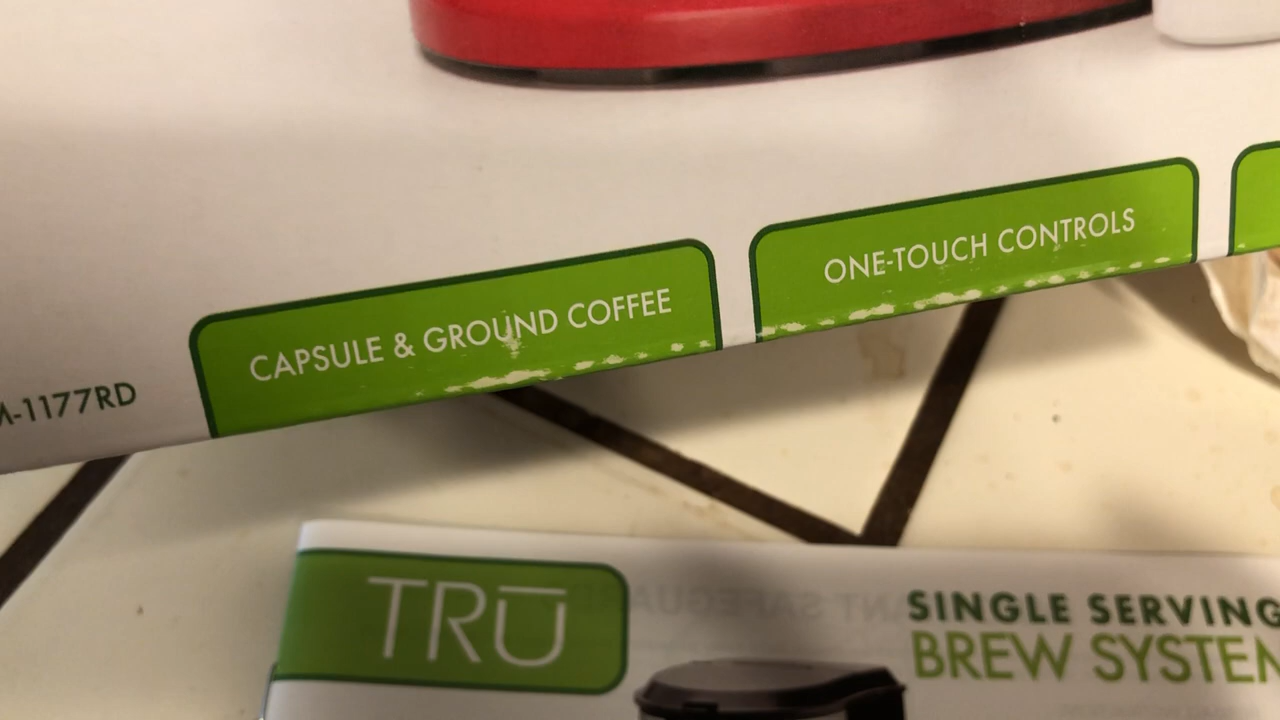 M-1177RD
CAPSULE & GROUND COFFEE
ONE-TOUCH CONTROLS
TRŪ
SINGLE SERVING
BREW SYSTEM